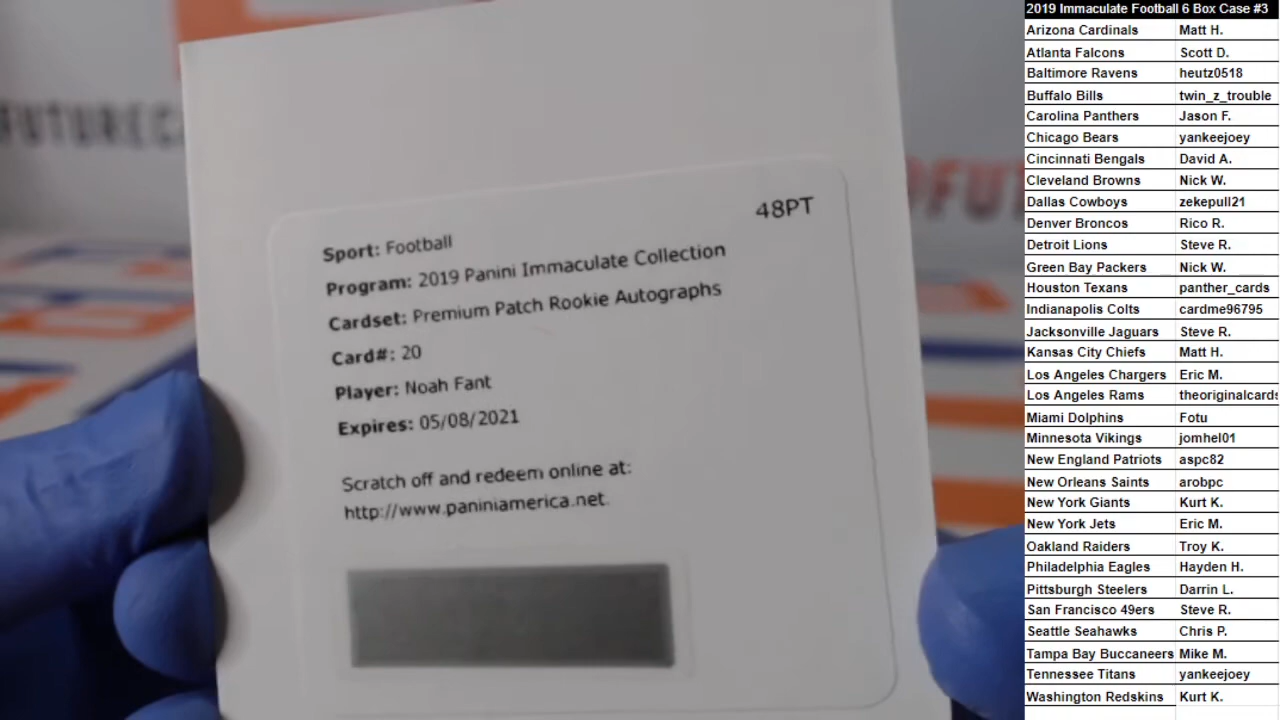 FUTUREC
FU
48PT
Sport: Football
Program: 2019 Panini Immaculate Collection
Cardset: Premium Patch Rookie Autographs
Card#: 20
Player: Noah Fant
Expires: 05/08/2021
Scratch off and redeem online at:
http://www.paniniamerica.net.
2019 Immaculate Football 6 Box Case #3
Arizona Cardinals Matt H.
Atlanta Falcons Scott D.
Baltimore Ravens heutz0518
Buffalo Bills twin_z_trouble
Carolina Panthers Jason F.
Chicago Bears yankeejoey
Cincinnati Bengals David A.
Cleveland Browns Nick W.
Dallas Cowboys zekepull21
Denver Broncos Rico R.
Detroit Lions Steve R.
Green Bay Packers Nick W.
Houston Texans panther_cards
Indianapolis Colts cardme96795
Jacksonville Jaguars Steve R.
Kansas City Chiefs Matt H.
Los Angeles Chargers Eric M.
Los Angeles Rams theoriginalcards
Miami Dolphins Fotu
Minnesota Vikings jomhel01
New England Patriots aspc82
New Orleans Saints arobpc
New York Giants Kurt K.
New York Jets Eric M.
Oakland Raiders Troy K.
Philadelphia Eagles Hayden H.
Pittsburgh Steelers Darrin L.
San Francisco 49ers Steve R.
Seattle Seahawks Chris P.
Tampa Bay Buccaneers Mike M.
Tennessee Titans yankeejoey
Washington Redskins Kurt K.